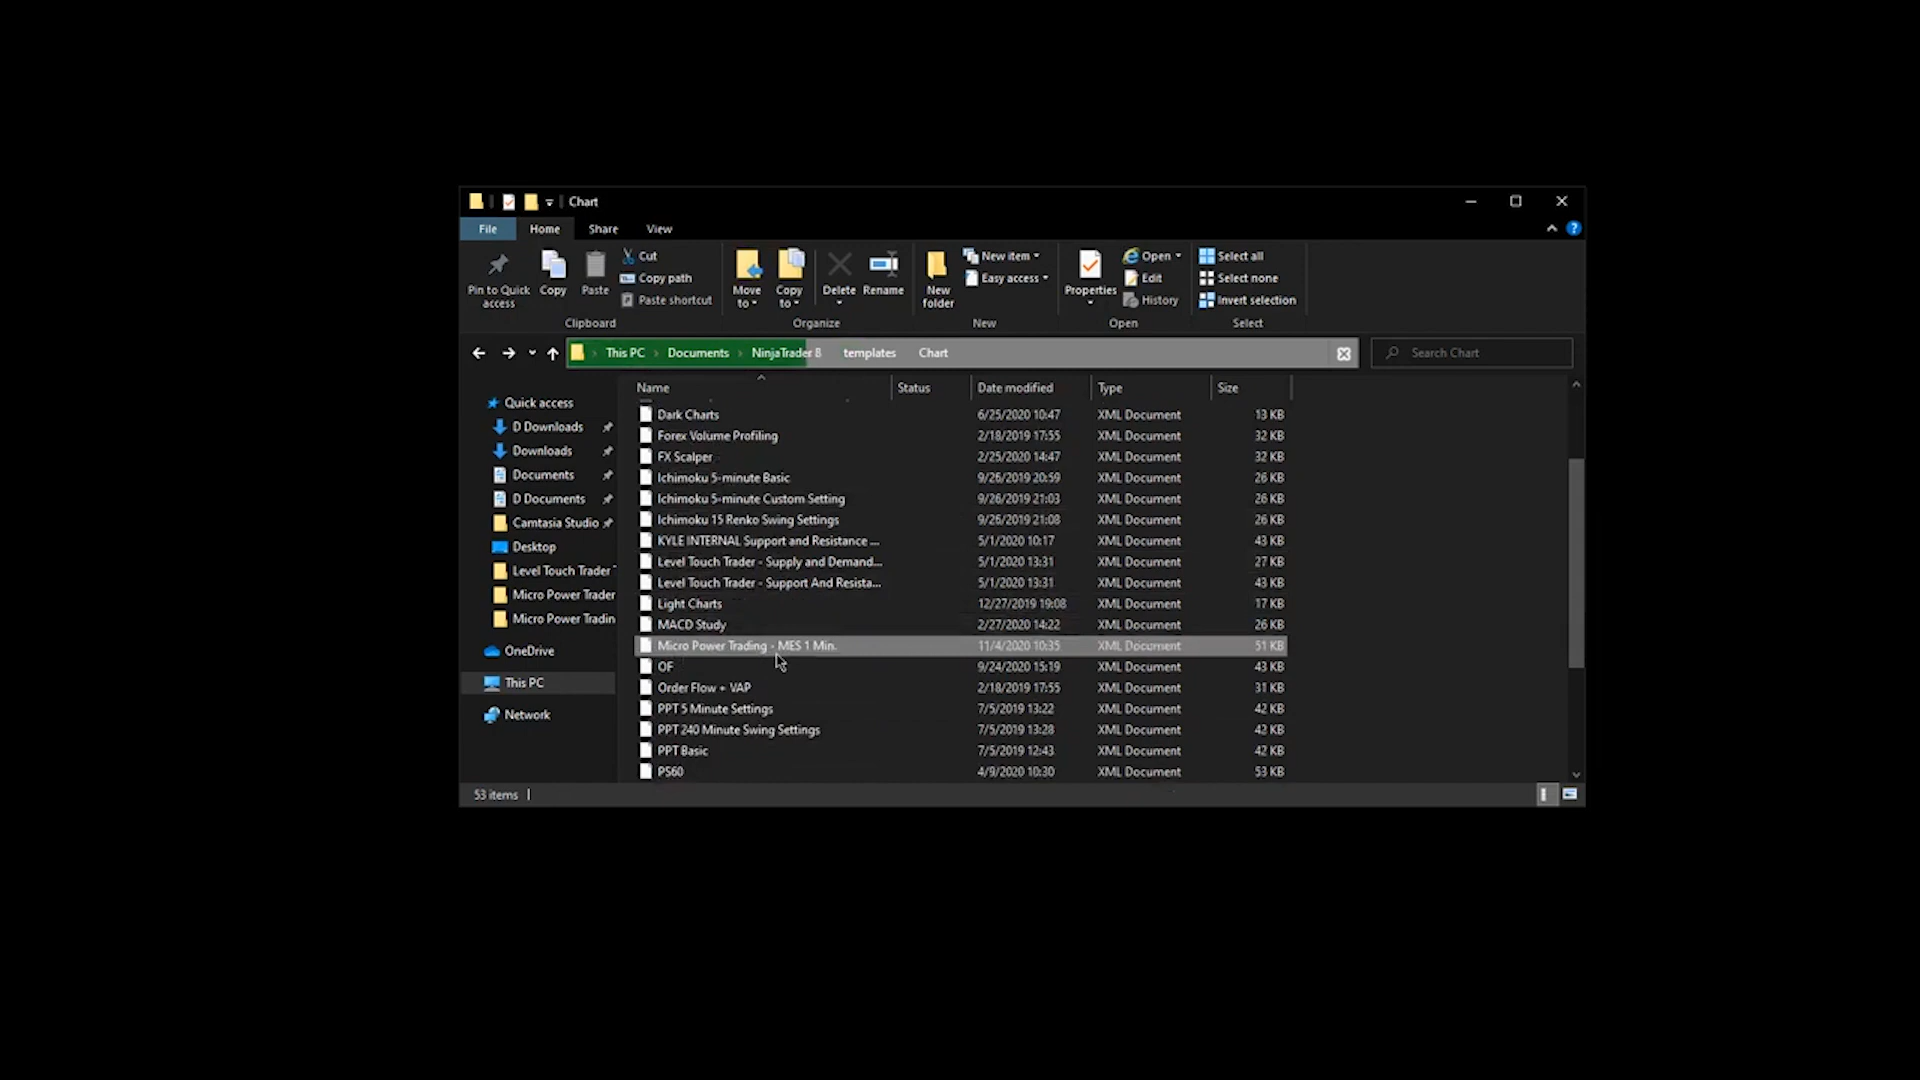 Chart
File Home Share View
Pin to Quick access
Copy
Paste
Cut
Copy path
Paste shortcut
Clipboard
Move to
Copy to
Delete
Rename
Organize
New folder
New item
Easy access
New
Properties
Open
Edit
History
Open
Select all
Select none
Invert selection
Select
This PC > Documents > NinjaTrader 8 templates Chart
Search Chart
Quick access
D Downloads
Downloads
Documents
D Documents
Camtasia Studio
Desktop
Level Touch Trader
Micro Power Trader
Micro Power Tradin
OneDrive
This PC
Network
Name Status Date modified Type Size
Dark Charts 6/25/2020 10:47 XML Document 13 KB
Forex Volume Profiling 2/18/2019 17:55 XML Document 32 KB
FX Scalper 2/25/2020 14:47 XML Document 32 KB
Ichimoku 5-minute Basic 9/26/2019 20:59 XML Document 26 KB
Ichimoku 5-minute Custom Setting 9/26/2019 21:03 XML Document 26 KB
Ichimoku 15 Renko Swing Settings 9/26/2019 21:08 XML Document 26 KB
KYLE INTERNAL Support and Resistance ... 5/1/2020 10:17 XML Document 43 KB
Level Touch Trader - Supply and Demand... 5/1/2020 13:31 XML Document 27 KB
Level Touch Trader - Support And Resista... 5/1/2020 13:31 XML Document 43 KB
Light Charts 12/27/2019 19:08 XML Document 17 KB
MACD Study 2/27/2020 14:22 XML Document 26 KB
Micro Power Trading - MES 1 Min. 11/4/2020 10:35 XML Document 51 KB
OF 9/24/2020 15:19 XML Document 43 KB
Order Flow + VAP 2/18/2019 17:55 XML Document 31 KB
PPT 5 Minute Settings 7/5/2019 13:22 XML Document 42 KB
PPT 240 Minute Swing Settings 7/5/2019 13:28 XML Document 42 KB
PPT Basic 7/5/2019 12:43 XML Document 42 KB
PS60 4/9/2020 10:30 XML Document 53 KB
53 items